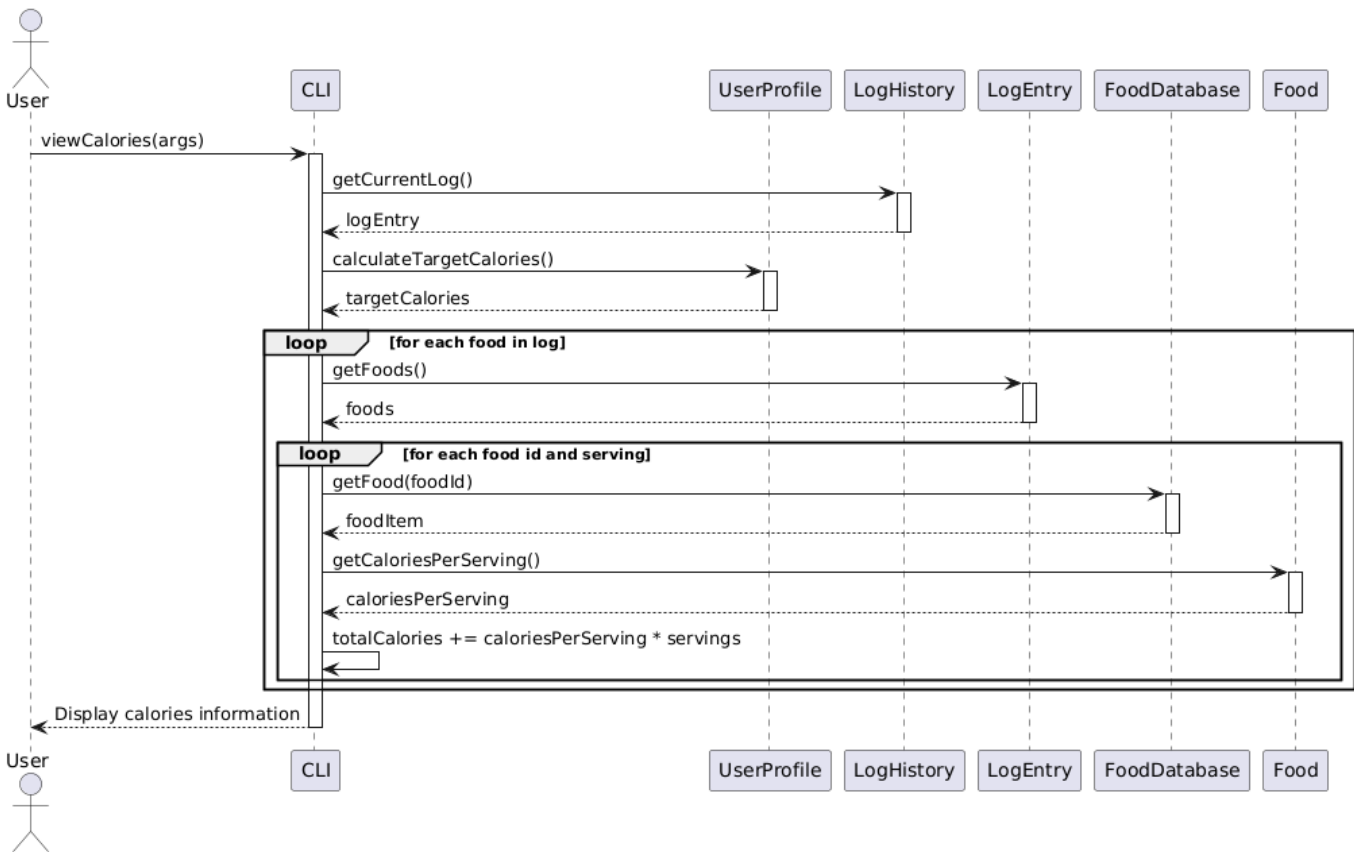 User
CLI
UserProfile
LogHistory
LogEntry
FoodDatabase
Food
viewCalories(args)
getCurrentLog()
logEntry
calculateTargetCalories()
targetCalories
loop [for each food in log]
getFoods()
foods
loop [for each food id and serving]
getFood(foodId)
foodItem
getCaloriesPerServing()
caloriesPerServing
totalCalories += caloriesPerServing * servings
Display calories information
User
CLI
UserProfile
LogHistory
LogEntry
FoodDatabase
Food